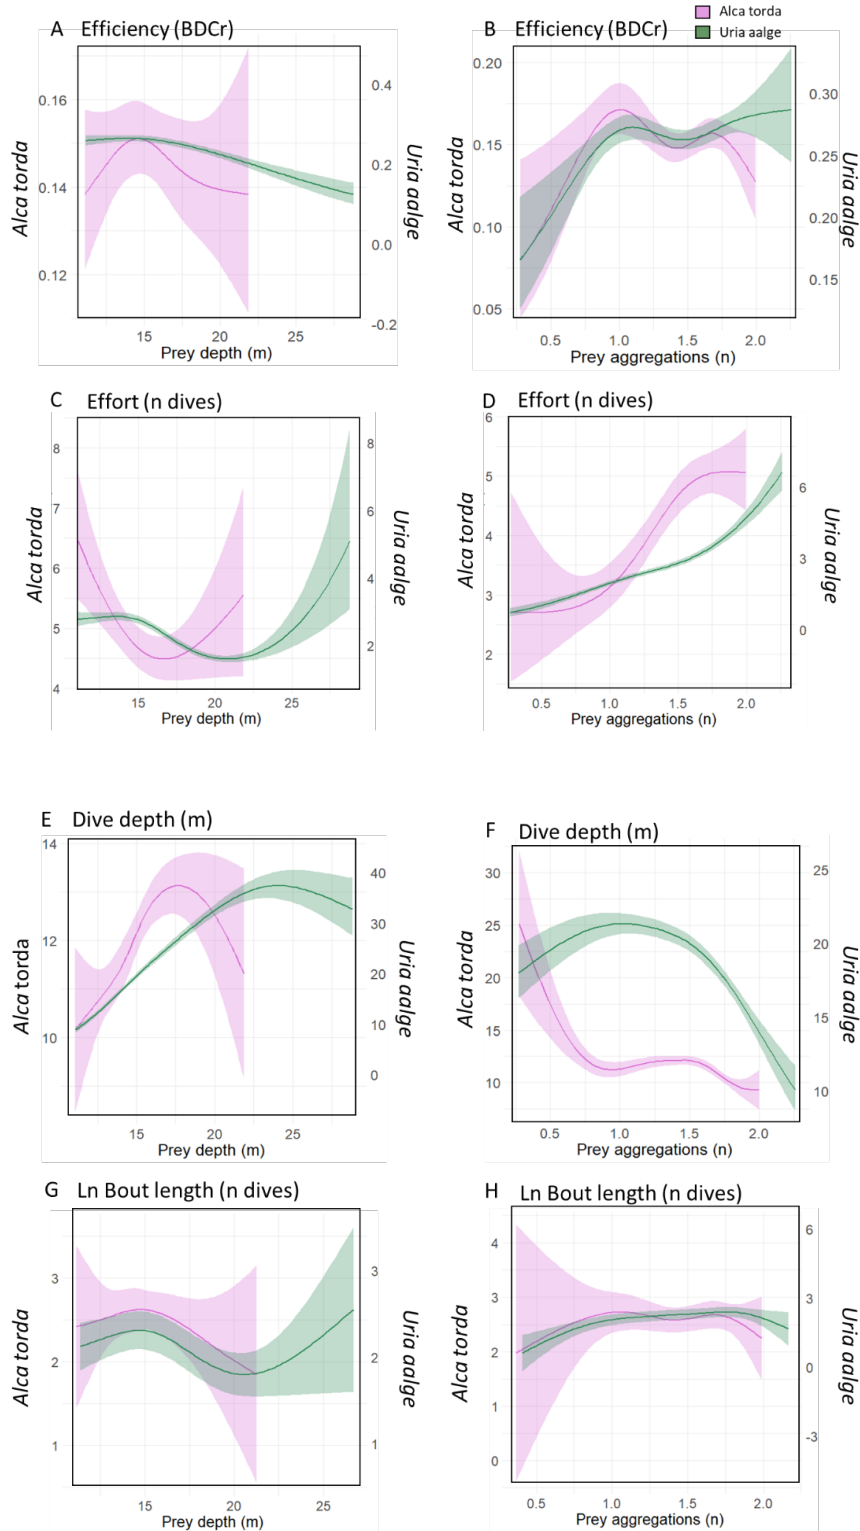 Alca torda
Uria aalge
A Efficiency (BDCr)
0.16
0.14
0.12
0.4
0.2
0.0
-0.2
Alca torda
Uria aalge
15 20 25
Prey depth (m)
B Efficiency (BDCr)
0.20
0.15
0.10
0.05
0.30
0.25
0.20
0.15
Alca torda
Uria aalge
0.5 1.0 1.5 2.0
Prey aggregations (n)
C Effort (n dives)
8
7
6
5
4
8
6
4
2
Alca torda
Uria aalge
15 20 25
Prey depth (m)
D Effort (n dives)
6
5
4
3
2
6
3
0
Alca torda
Uria aalge
0.5 1.0 1.5 2.0
Prey aggregations (n)
E Dive depth (m)
14
12
10
40
30
20
10
0
Alca torda
Uria aalge
15 20 25
Prey depth (m)
F Dive depth (m)
30
25
20
15
10
25
20
15
10
Alca torda
Uria aalge
0.5 1.0 1.5 2.0
Prey aggregations (n)
G Ln Bout length (n dives)
3
2
1
3
2
1
Alca torda
Uria aalge
15 20 25
Prey depth (m)
H Ln Bout length (n dives)
4
3
2
1
0
6
3
0
-3
Alca torda
Uria aalge
0.5 1.0 1.5 2.0
Prey aggregations (n)